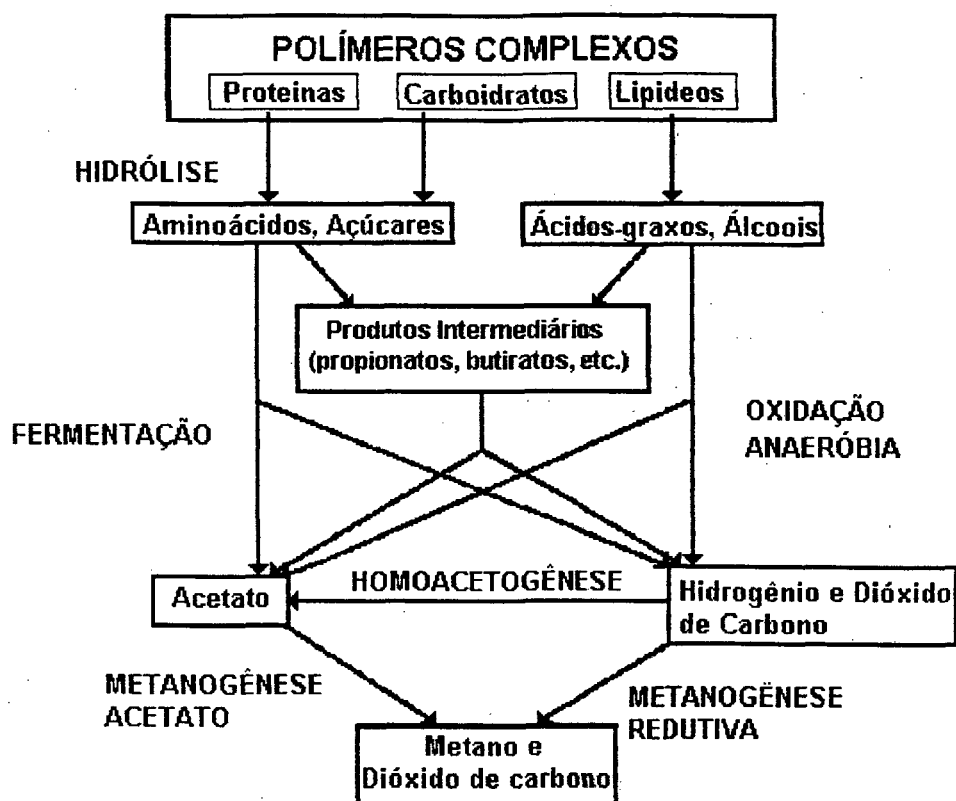 POLÍMEROS COMPLEXOS
Proteinas Carboidratos Lipideos
HIDRÓLISE
Aminoácidos, Açúcares Ácidos-graxos, Álcoois
Produtos Intermediários
(propionatos, butiratos, etc.)
FERMENTAÇÃO
OXIDAÇÃO
ANAERÓBIA
Acetato
HOMOACETOGÊNESE
Hidrogênio e Dióxido
de Carbono
METANOGÊNESE
ACETATO
METANOGÊNESE
REDUTIVA
Metano e
Dióxido de carbono